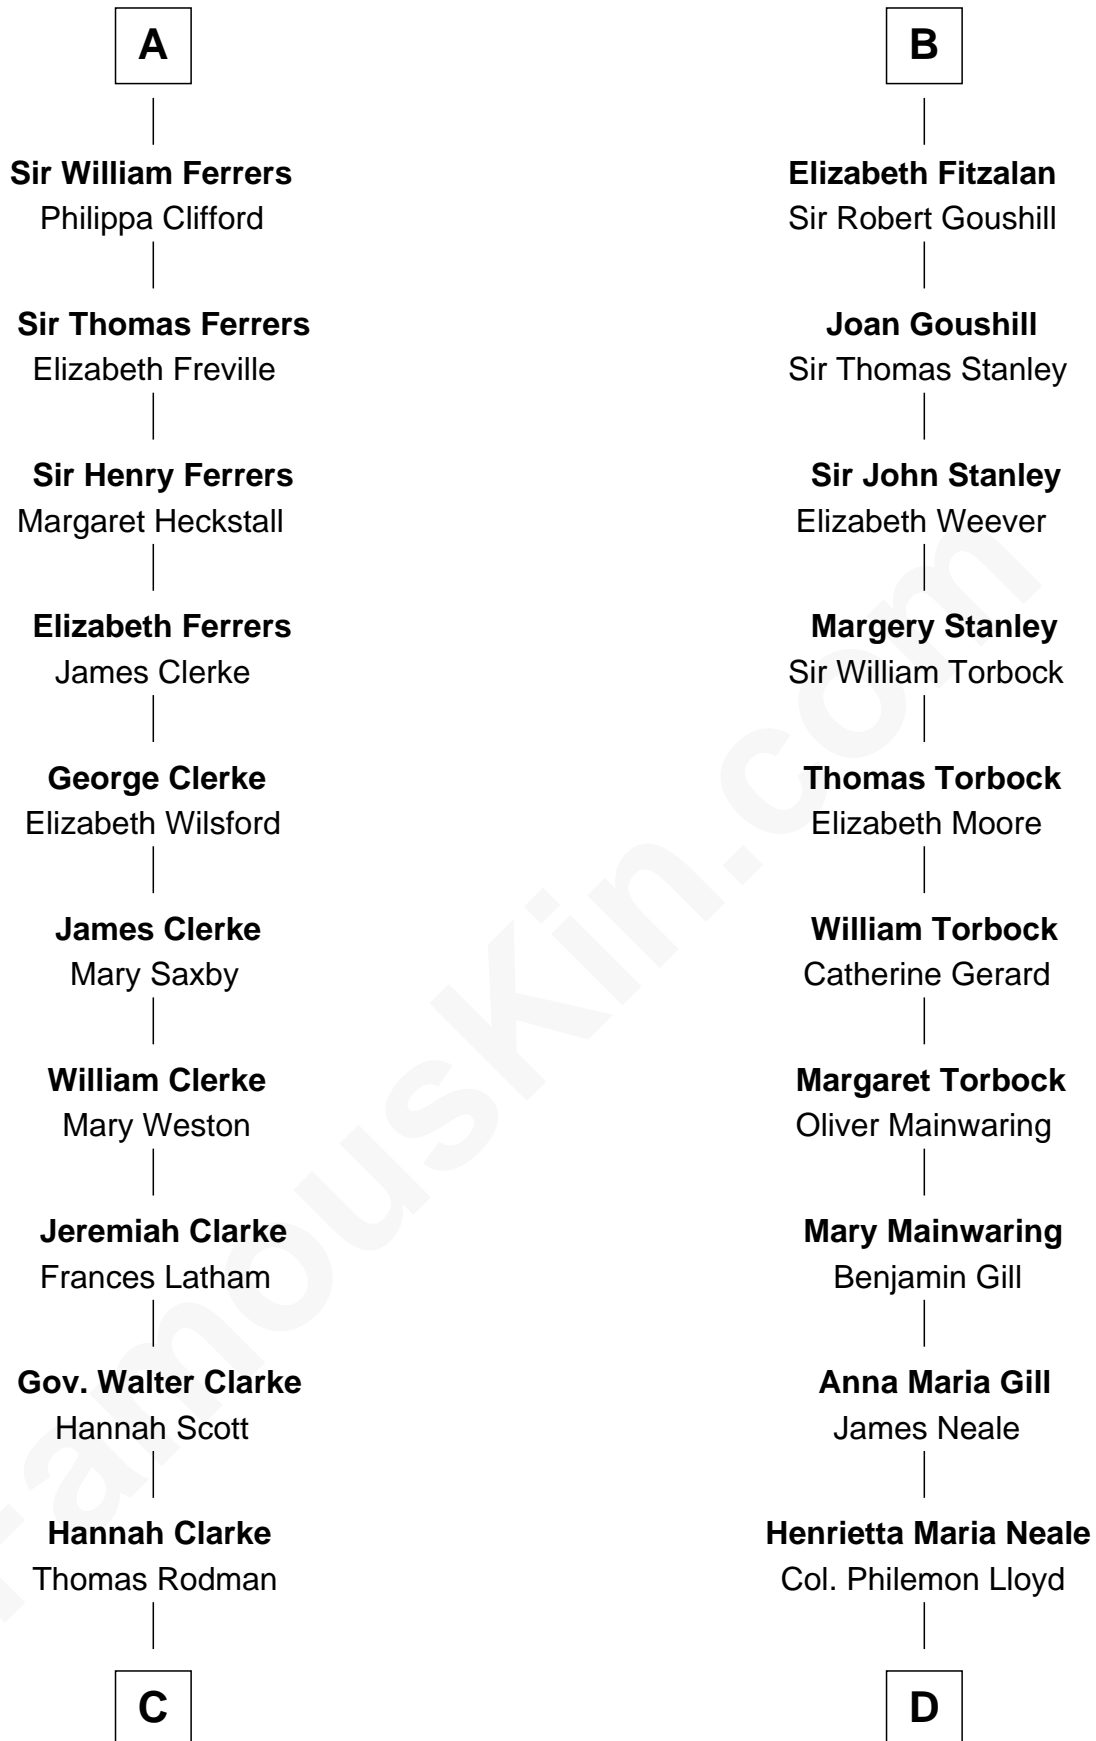 A
Sir William Ferrers
Philippa Clifford
Sir Thomas Ferrers
Elizabeth Freville
Sir Henry Ferrers
Margaret Heckstall
Elizabeth Ferrers
James Clerke
George Clerke
Elizabeth Wilsford
James Clerke
Mary Saxby
William Clerke
Mary Weston
Jeremiah Clarke
Frances Latham
Gov. Walter Clarke
Hannah Scott
Hannah Clarke
Thomas Rodman
C
B
Elizabeth Fitzalan
Sir Robert Goushill
Joan Goushill
Sir Thomas Stanley
Sir John Stanley
Elizabeth Weever
Margery Stanley
Sir William Torbock
Thomas Torbock
Elizabeth Moore
William Torbock
Catherine Gerard
Margaret Torbock
Oliver Mainwaring
Mary Mainwaring
Benjamin Gill
Anna Maria Gill
James Neale
Henrietta Maria Neale
Col. Philemon Lloyd
D
FamousKin.com